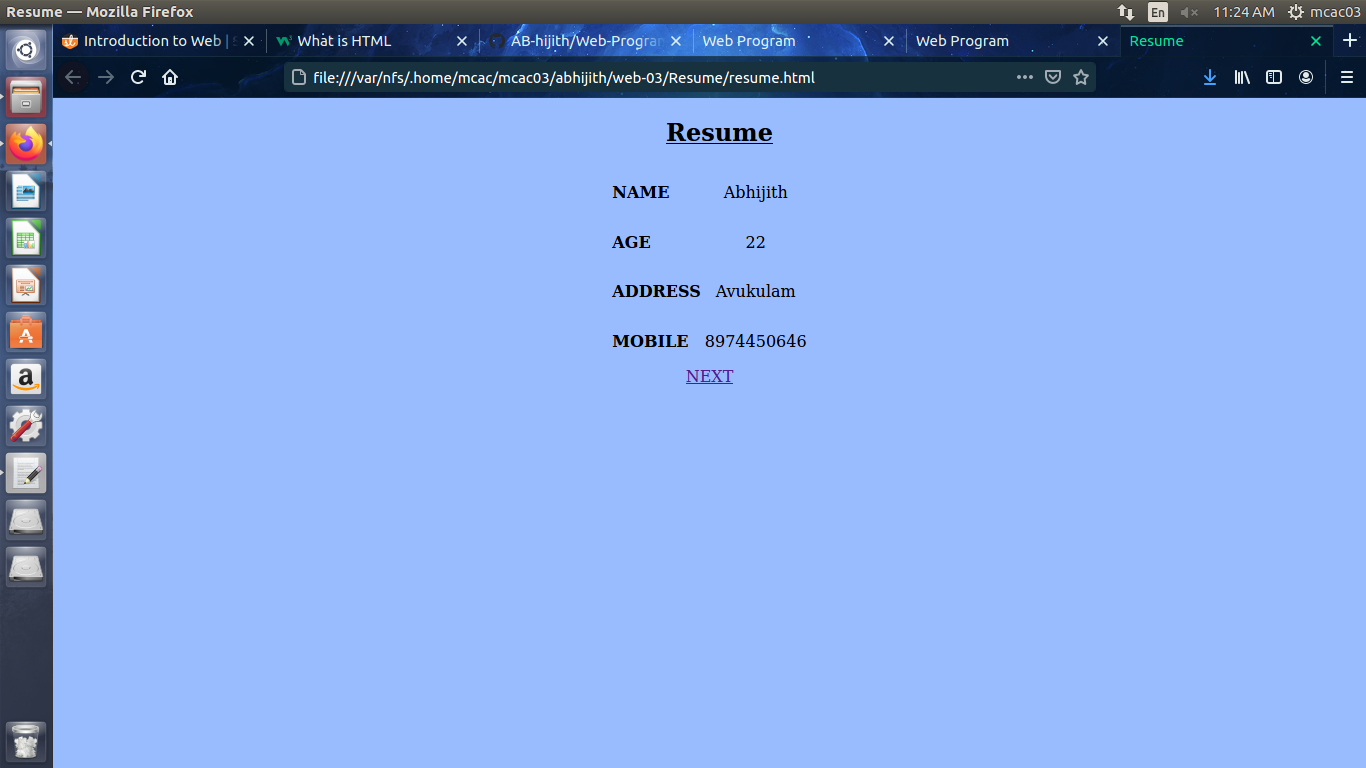 Resume — Mozilla Firefox En 11:24 AM mcac03
Introduction to Web | What is HTML AB-hijith/Web-Program Web Program Web Program Resume
file:///var/nfs/.home/mcac/mcac03/abhijith/web-03/Resume/resume.html
Resume
NAME Abhijith
AGE 22
ADDRESS Avukulam
MOBILE 8974450646
NEXT